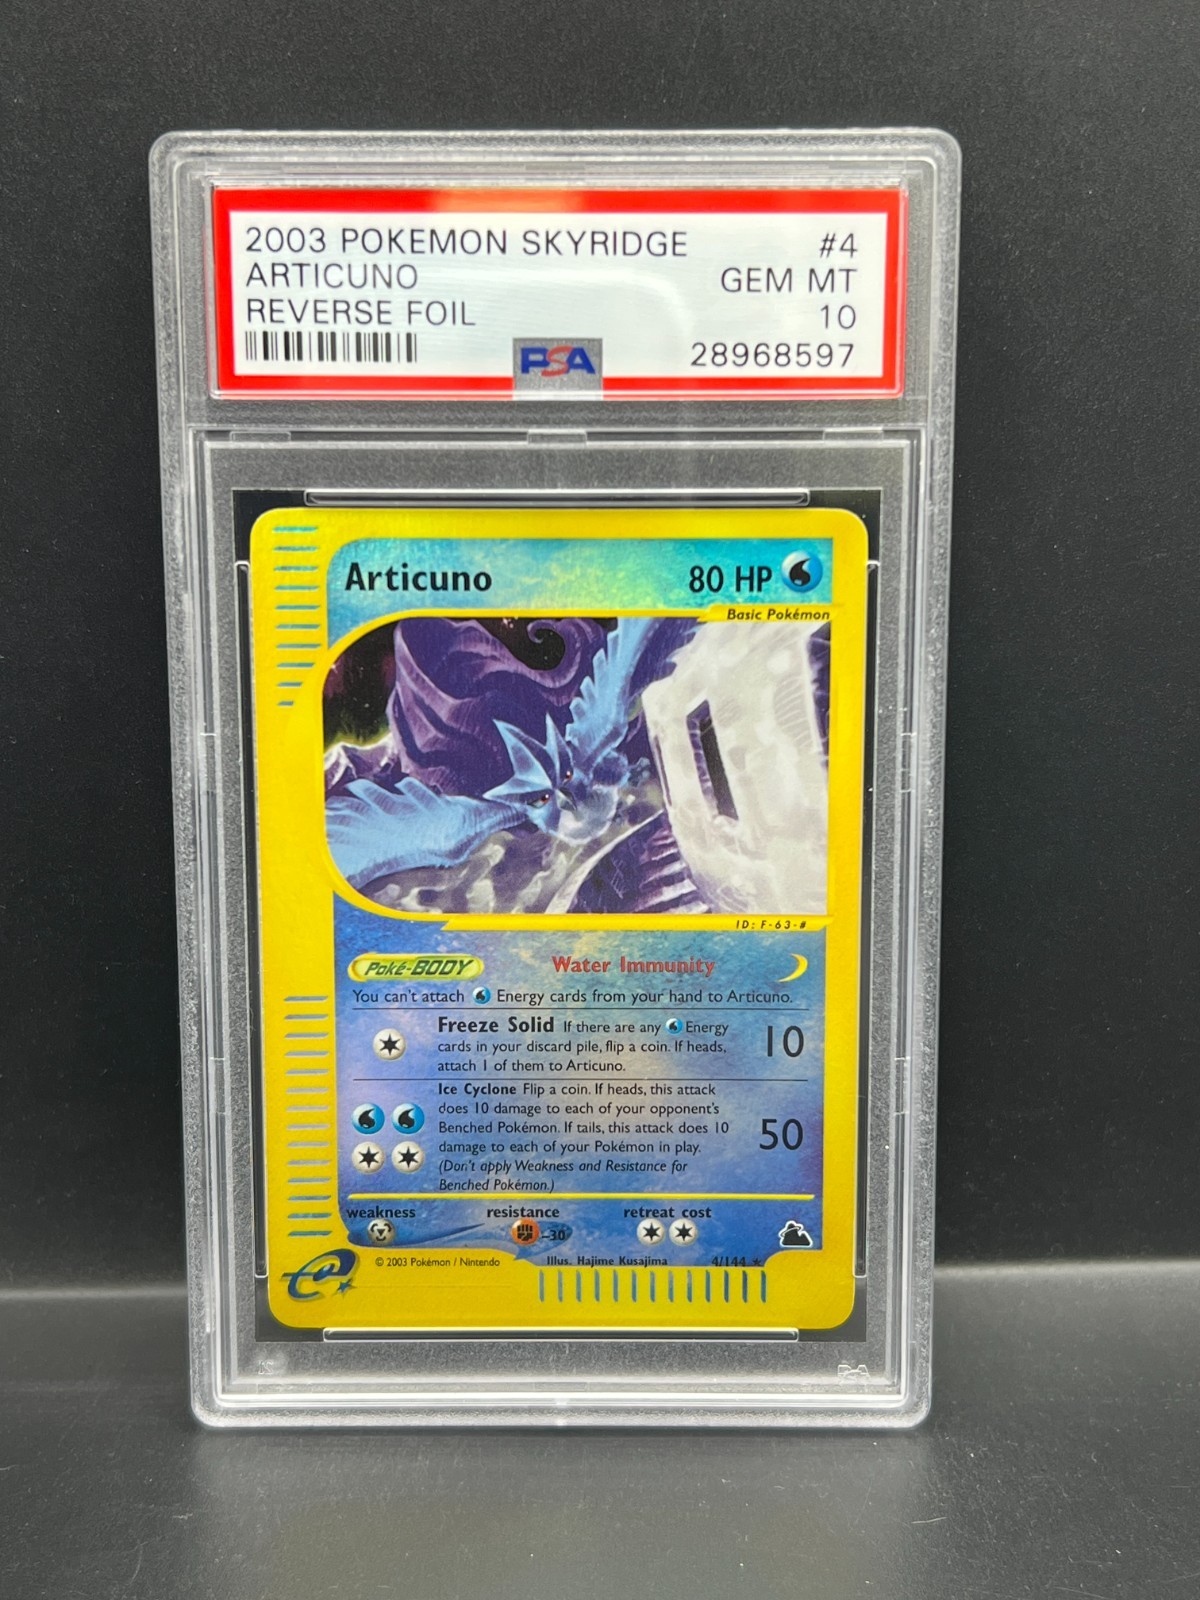 2003 POKEMON SKYRIDGE #4
ARTICUNO GEM MT
REVERSE FOIL 10
PSA 28968597
Articuno 80 HP
Basic Pokémon
ID: F-63-#
Poké-BODY Water Immunity
You can't attach Energy cards from your hand to Articuno.
Freeze Solid If there are any Energy
cards in your discard pile, flip a coin. If heads,
attach 1 of them to Articuno.
10
Ice Cyclone Flip a coin. If heads, this attack
does 10 damage to each of your opponent's
Benched Pokémon. If tails, this attack does 10
damage to each of your Pokémon in play.
(Don't apply Weakness and Resistance for
Benched Pokémon.)
50
weakness resistance retreat cost
-30
e
© 2003 Pokémon / Nintendo Illus. Hajime Kusajima 4/144 ★